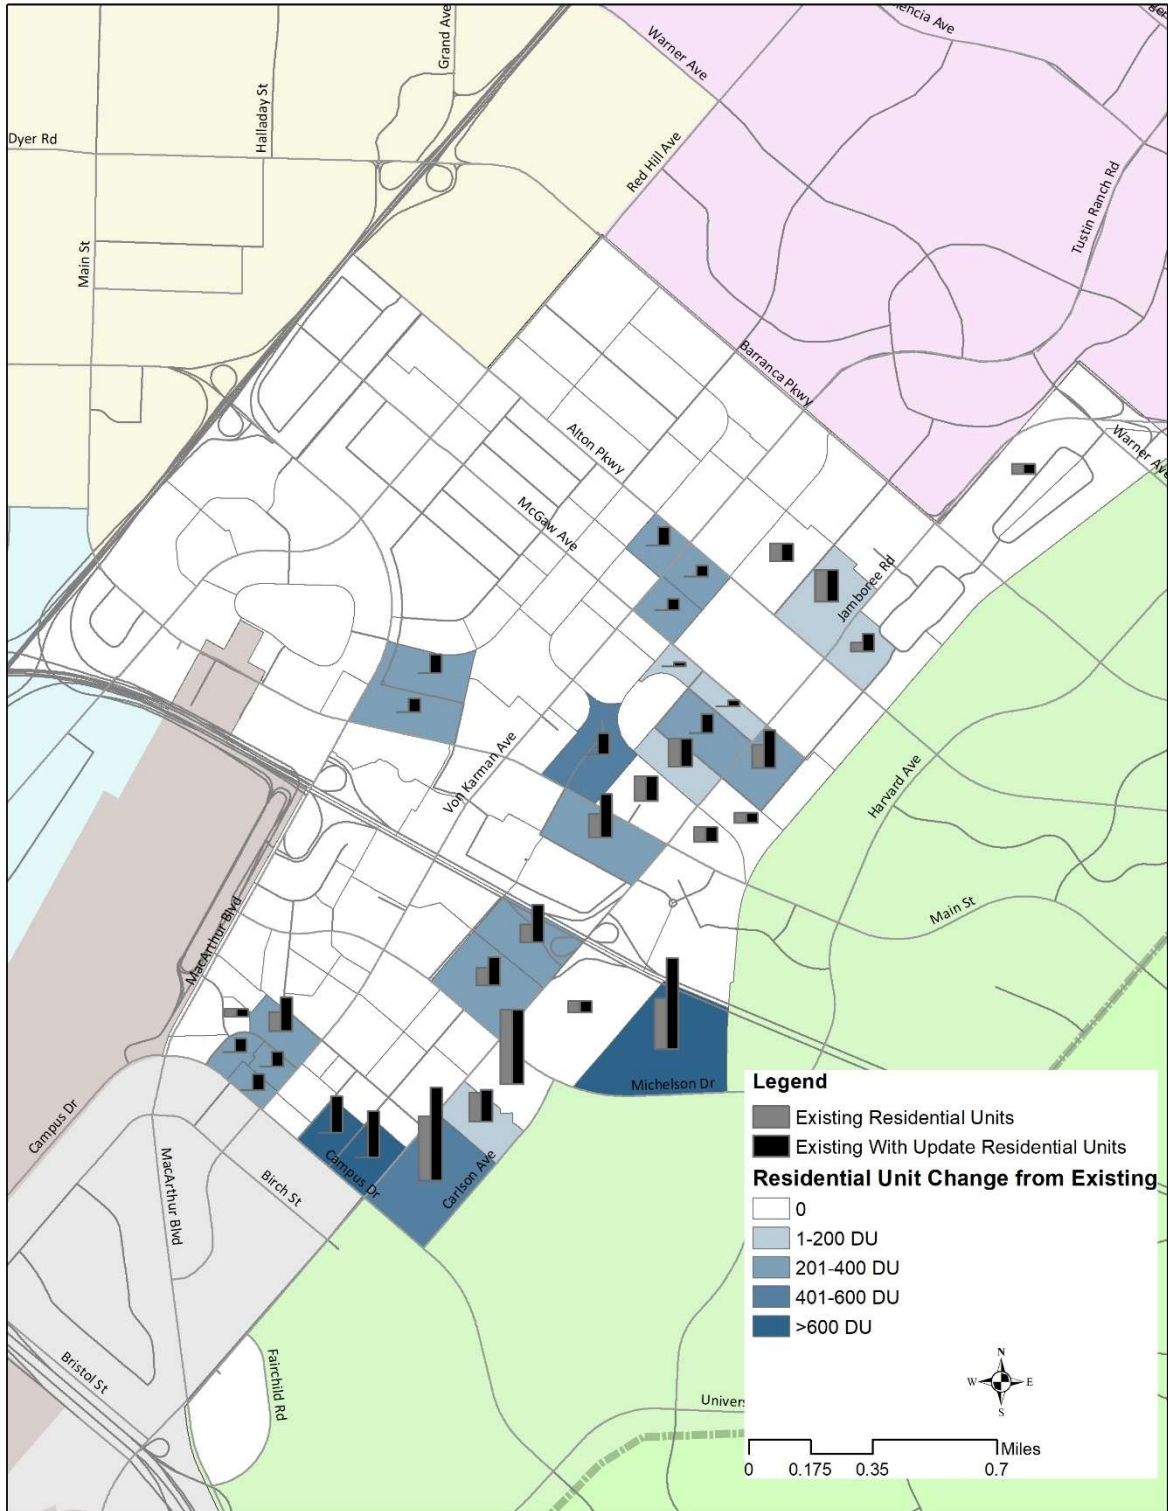 encia Ave
Grand Ave
Warner Ave
Halladay St
Dyer Rd
Red Hill Ave
Tustin Ranch Rd
Main St
Barranca Pkwy
Alton Pkwy
Warner Ave
McGaw Ave
Jamboree Rd
Von Karman Ave
Harvard Ave
MacArthur Blvd
Main St
Michelson Dr
Campus Dr
MacArthur Blvd
Birch St
Campus Dr
Carlson Ave
Bristol St
Fairchild Rd
Univers
Legend
Existing Residential Units
Existing With Update Residential Units
Residential Unit Change from Existing
0
1-200 DU
201-400 DU
401-600 DU
>600 DU
N
W E
S
Miles
0 0.175 0.35 0.7